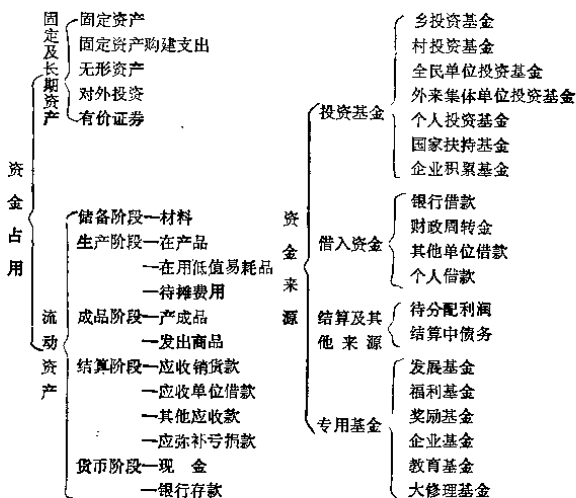 资金占用
固定及长期资产
固定资产
固定资产购建支出
无形资产
对外投资
有价证券
流动资产
储备阶段—材料
生产阶段—在产品
—在用低值易耗品
—待摊费用
成品阶段—产成品
—发出商品
结算阶段—应收销货款
—应收单位借款
—其他应收款
—应弥补亏损款
货币阶段—现 金
—银行存款
资金来源
投资基金
乡投资基金
村投资基金
全民单位投资基金
外来集体单位投资基金
个人投资基金
国家扶持基金
企业积累基金
借入资金
银行借款
财政周转金
其他单位借款
个人借款
结算及其
他来源
待分配利润
结算中债务
专用基金
发展基金
福利基金
奖励基金
企业基金
教育基金
大修理基金